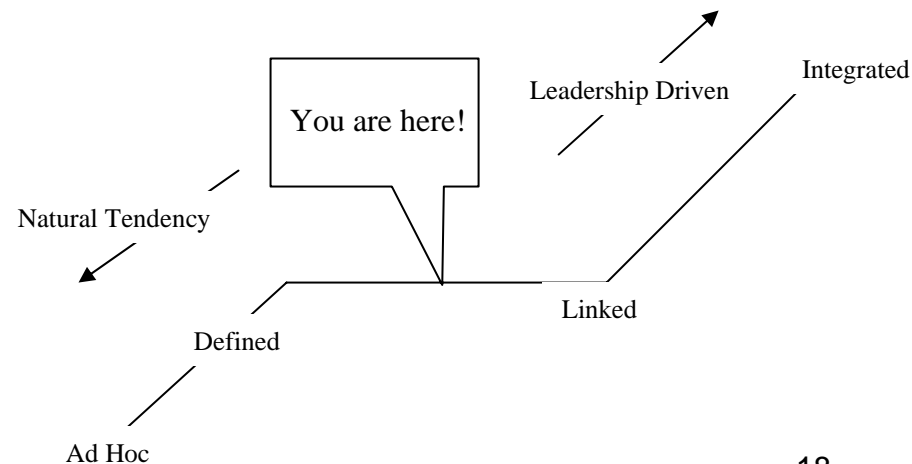 Integrated
Leadership Driven
You are here!
Natural Tendency
Linked
Defined
Ad Hoc